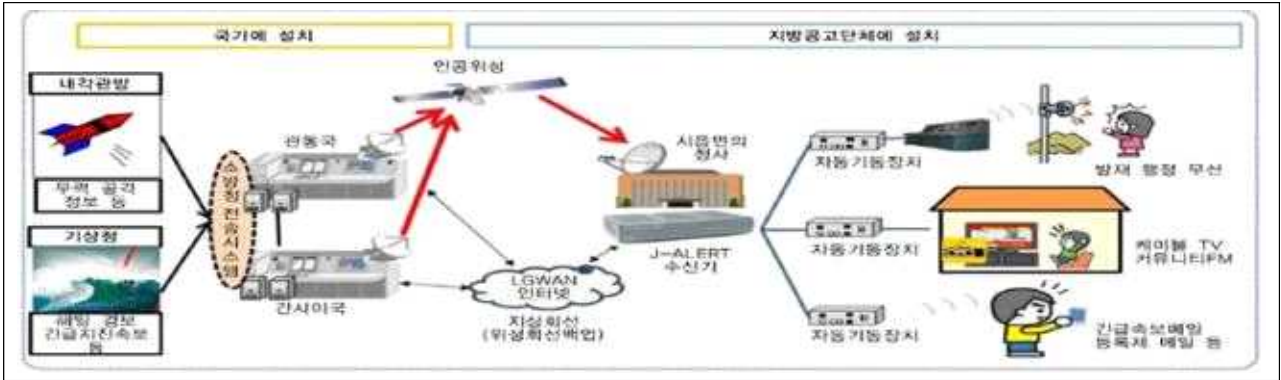 국가에 설치
지방공고단체에 설치
내각관방
무력 공격
정보 등
기상청
해일 경보
긴급지진속보
등
소방청 전송시스템
관동국
간사이국
인공위성
LGWAN
인터넷
지상회선
(위성회선백업)
시읍면의
청사
J-ALERT
수신기
자동기동장치
방재 행정 무선
자동기동장치
케이블 TV
커뮤니티FM
자동기동장치
긴급속보메일
등록제 메일 등